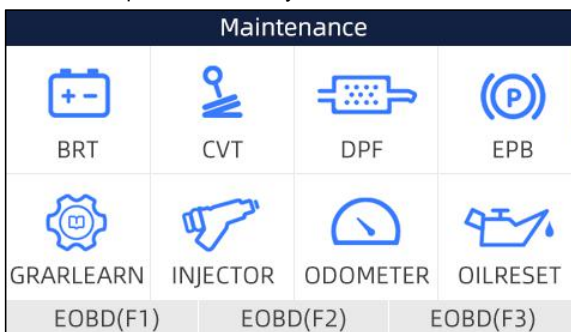 Maintenance
BRT CVT DPF EPB
GRARLEARN INJECTOR ODOMETER OILRESET
EOBD(F1) EOBD(F2) EOBD(F3)